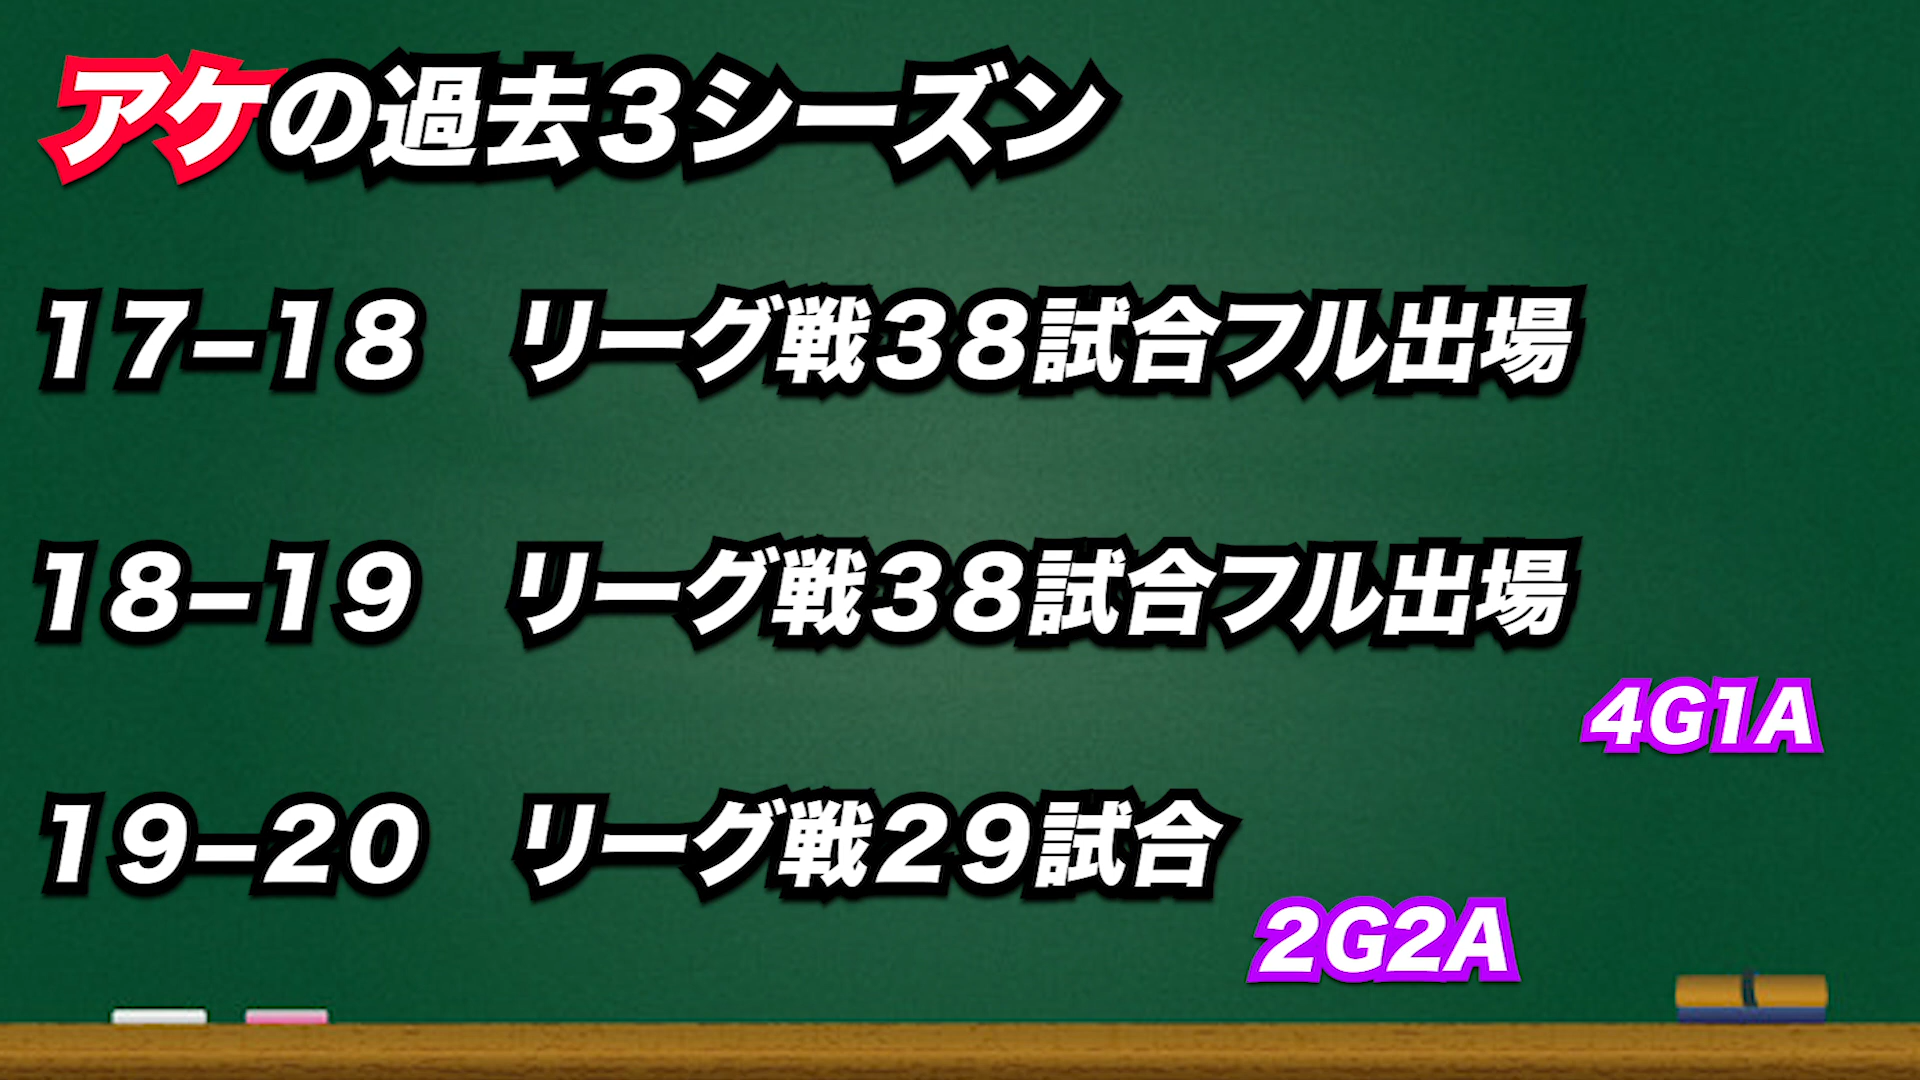 アケの過去３シーズン
１７−１８　リーグ戦３８試合フル出場
１８−１９　リーグ戦３８試合フル出場
4G1A
１９−２０　リーグ戦２９試合
2G2A